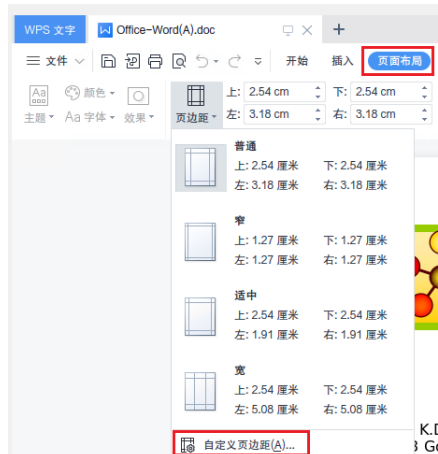 WPS 文字 Office-Word(A).doc
文件 开始 插入 页面布局
Aa 颜色 页边距 上: 2.54 cm 下: 2.54 cm
主题 Aa 字体 效果 左: 3.18 cm 右: 3.18 cm
普通
上: 2.54 厘米 下: 2.54 厘米
左: 3.18 厘米 右: 3.18 厘米
窄
上: 1.27 厘米 下: 1.27 厘米
左: 1.27 厘米 右: 1.27 厘米
适中
上: 2.54 厘米 下: 2.54 厘米
左: 1.91 厘米 右: 1.91 厘米
宽
上: 2.54 厘米 下: 2.54 厘米
左: 5.08 厘米 右: 5.08 厘米
自定义页边距(A)...